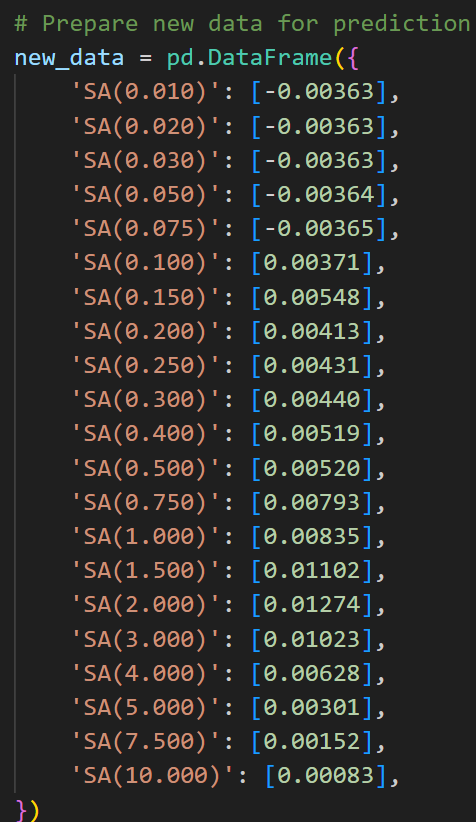 # Prepare new data for prediction
new_data = pd.DataFrame({
    'SA(0.010)': [-0.00363],
    'SA(0.020)': [-0.00363],
    'SA(0.030)': [-0.00363],
    'SA(0.050)': [-0.00364],
    'SA(0.075)': [-0.00365],
    'SA(0.100)': [0.00371],
    'SA(0.150)': [0.00548],
    'SA(0.200)': [0.00413],
    'SA(0.250)': [0.00431],
    'SA(0.300)': [0.00440],
    'SA(0.400)': [0.00519],
    'SA(0.500)': [0.00520],
    'SA(0.750)': [0.00793],
    'SA(1.000)': [0.00835],
    'SA(1.500)': [0.01102],
    'SA(2.000)': [0.01274],
    'SA(3.000)': [0.01023],
    'SA(4.000)': [0.00628],
    'SA(5.000)': [0.00301],
    'SA(7.500)': [0.00152],
    'SA(10.000)': [0.00083],
})